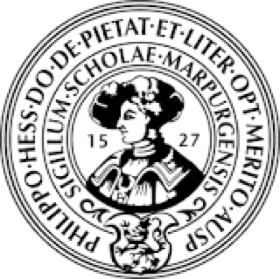 PHILIPPO·HESS·DO·DE·PIETAT·ET·LITER·OPT·MERITO·AUSP
SIGILLUM·SCHOLAE·MARPURGENSIS
15 27